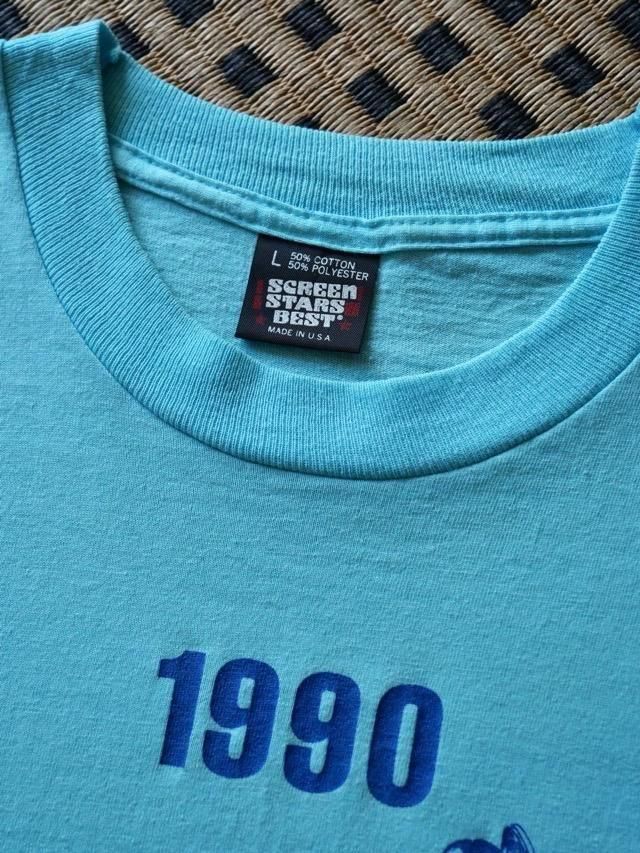 L 50% COTTON
50% POLYESTER
SCREEN
STARS
BEST®
MADE IN U.S.A
1990